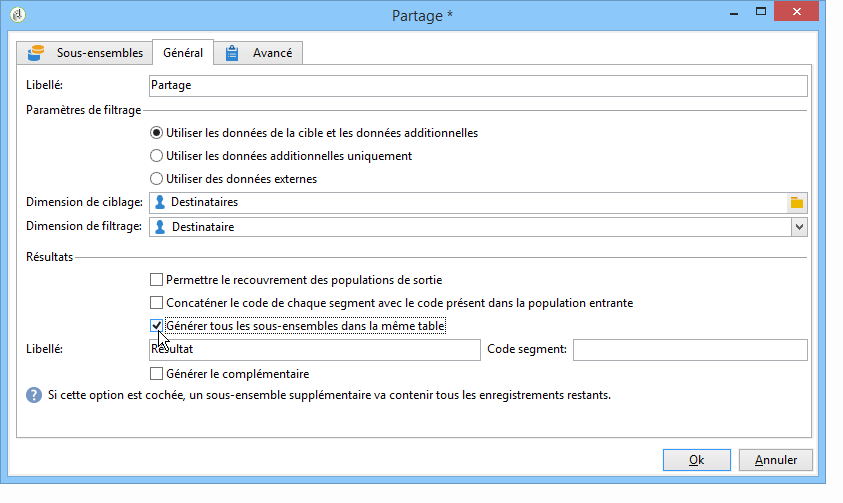 Partage *
Sous-ensembles Général Avancé
Libellé: Partage
Paramètres de filtrage
Utiliser les données de la cible et les données additionnelles
Utiliser les données additionnelles uniquement
Utiliser des données externes
Dimension de ciblage: Destinataires
Dimension de filtrage: Destinataire
Résultats
Permettre le recouvrement des populations de sortie
Concaténer le code de chaque segment avec le code présent dans la population entrante
Générer tous les sous-ensembles dans la même table
Libellé: Résultat Code segment:
Générer le complémentaire
? Si cette option est cochée, un sous-ensemble supplémentaire va contenir tous les enregistrements restants.
Ok Annuler